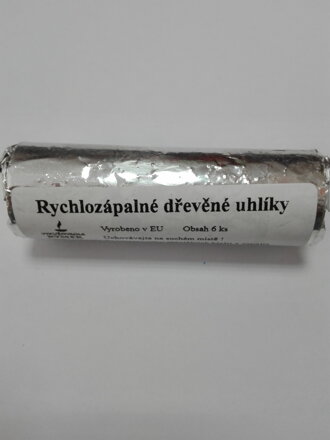 Rychlozápalné dřevěné uhlíky
Vyrobeno v EU Obsah 6 ks
Uchovávejte na suchém místě !